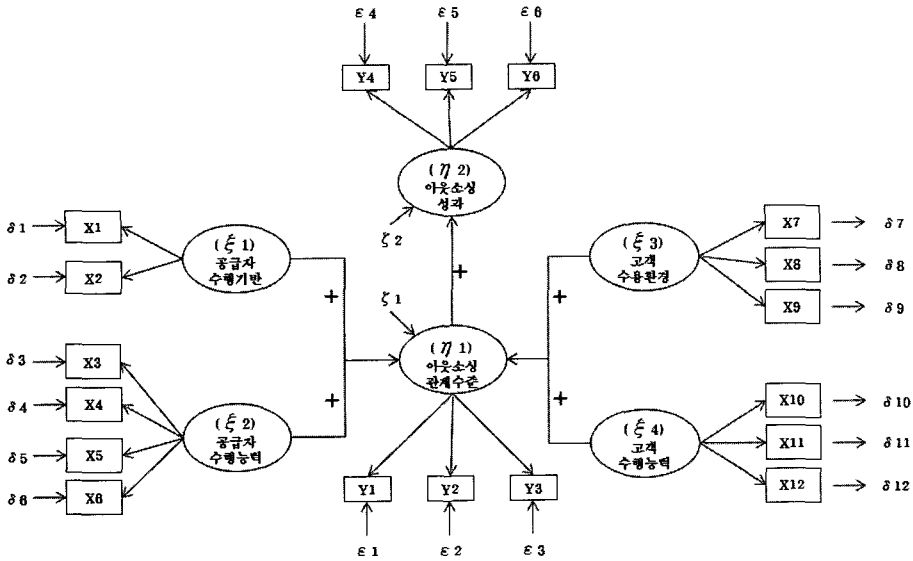 ε 4 ε 5 ε 6
Y4 Y5 Y6
( η 2)
아웃소싱
성과
ζ 2
δ 1 X1
δ 2 X2
( ξ 1)
공급자
수행기반
( ξ 3)
고객
수용환경
X7 δ 7
X8 δ 8
X9 δ 9
+
+
+
ζ 1
( η 1)
아웃소싱
관계수준
δ 3 X3
δ 4 X4
δ 5 X5
δ 6 X6
( ξ 2)
공급자
수행능력
+
+
( ξ 4)
고객
수행능력
X10 δ 10
X11 δ 11
X12 δ 12
Y1 Y2 Y3
ε 1 ε 2 ε 3